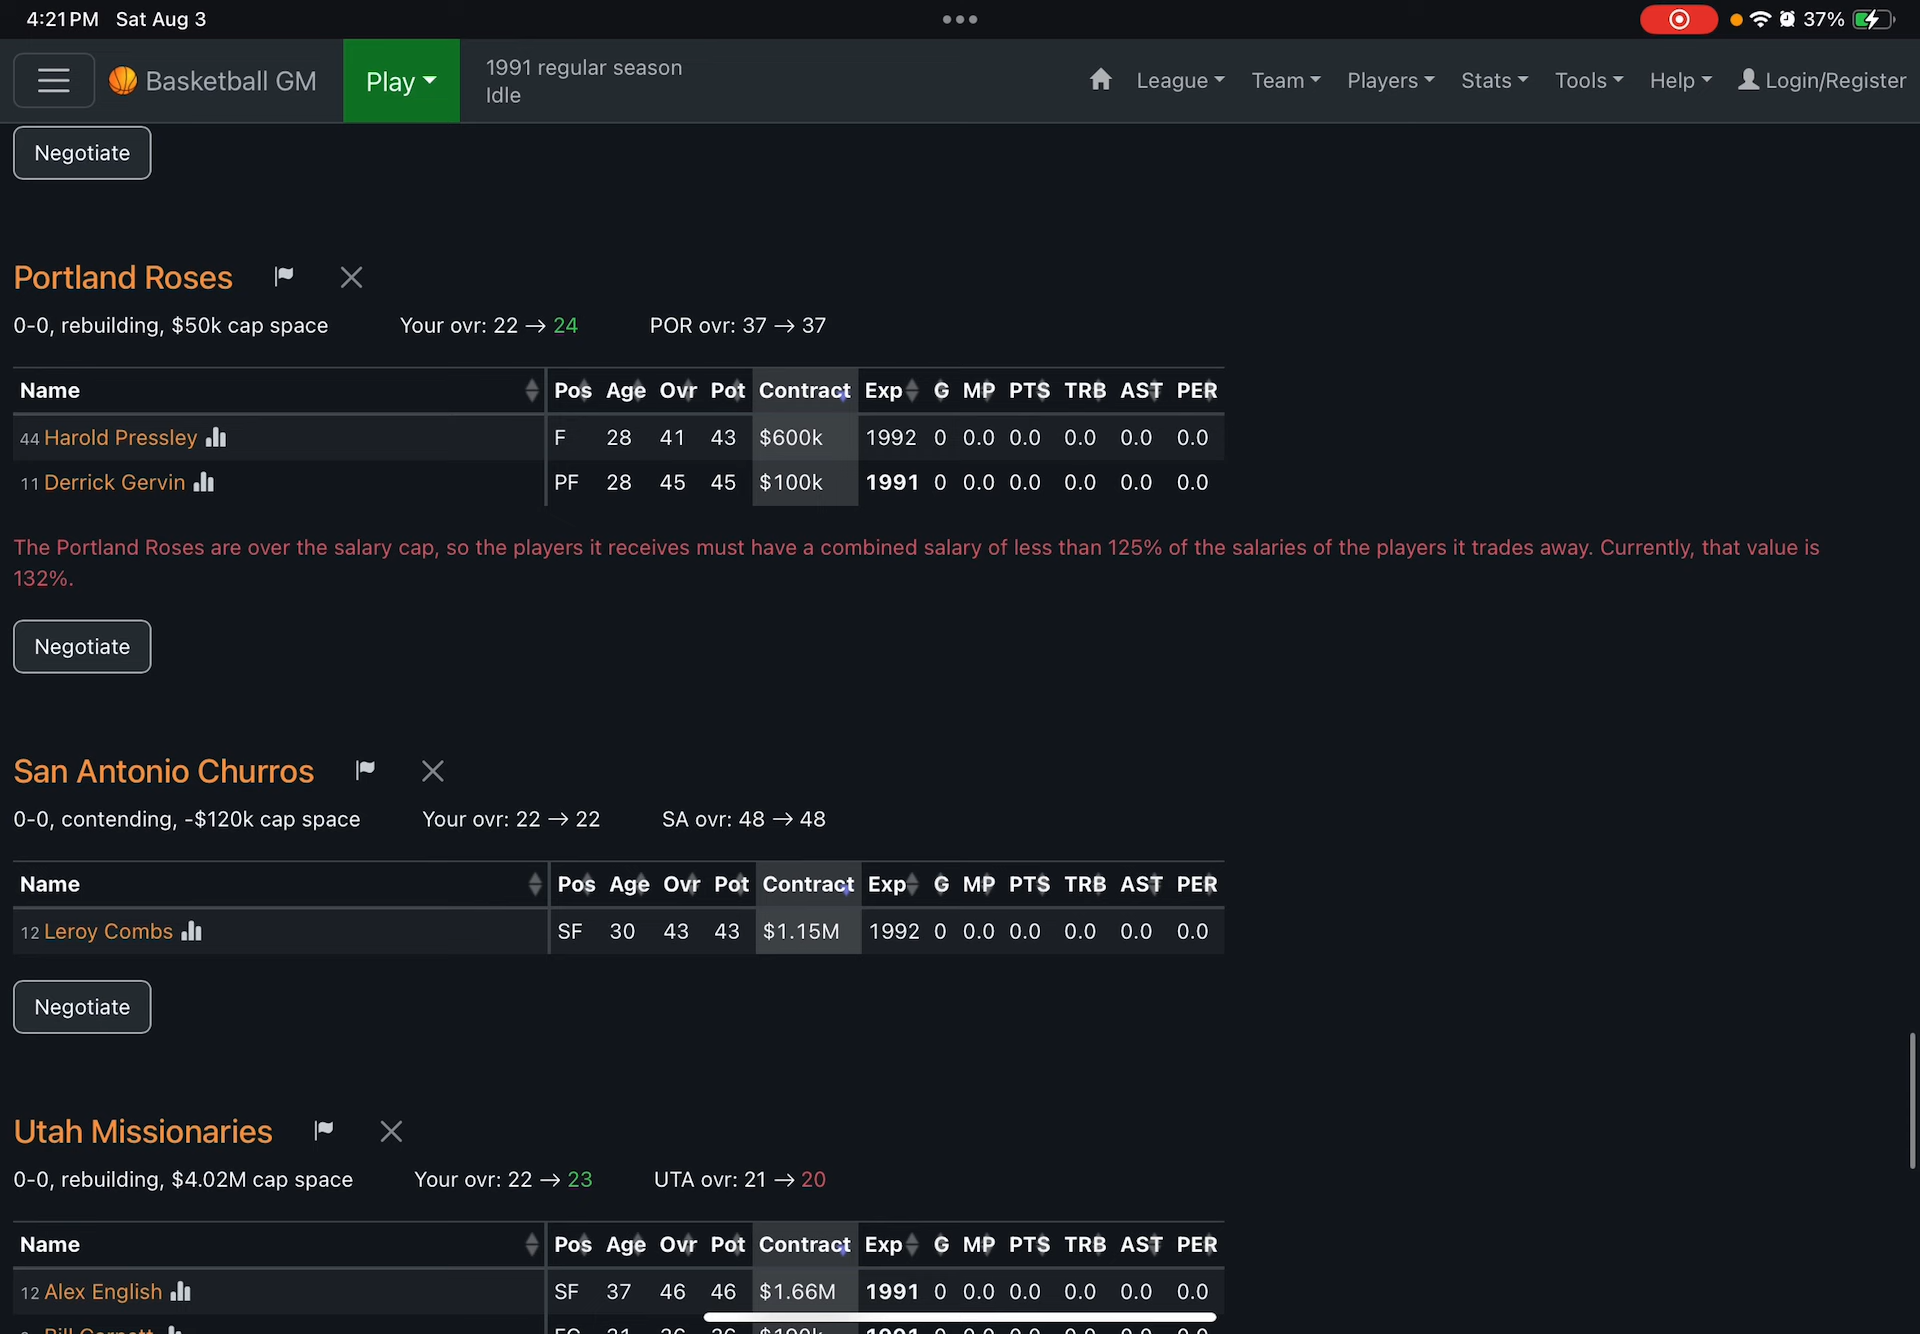 4:21PM Sat Aug 3 37%
Basketball GM Play 1991 regular season
Idle
League Team Players Stats Tools Help Login/Register
Negotiate
Portland Roses
0-0, rebuilding, $50k cap space Your ovr: 22 → 24 POR ovr: 37 → 37
Name Pos Age Ovr Pot Contract Exp G MP PTS TRB AST PER
44 Harold Pressley F 28 41 43 $600k 1992 0 0.0 0.0 0.0 0.0 0.0
11 Derrick Gervin PF 28 45 45 $100k 1991 0 0.0 0.0 0.0 0.0 0.0
The Portland Roses are over the salary cap, so the players it receives must have a combined salary of less than 125% of the salaries of the players it trades away. Currently, that value is
132%.
Negotiate
San Antonio Churros
0-0, contending, -$120k cap space Your ovr: 22 → 22 SA ovr: 48 → 48
Name Pos Age Ovr Pot Contract Exp G MP PTS TRB AST PER
12 Leroy Combs SF 30 43 43 $1.15M 1992 0 0.0 0.0 0.0 0.0 0.0
Negotiate
Utah Missionaries
0-0, rebuilding, $4.02M cap space Your ovr: 22 → 23 UTA ovr: 21 → 20
Name Pos Age Ovr Pot Contract Exp G MP PTS TRB AST PER
12 Alex English SF 37 46 46 $1.66M 1991 0 0.0 0.0 0.0 0.0 0.0